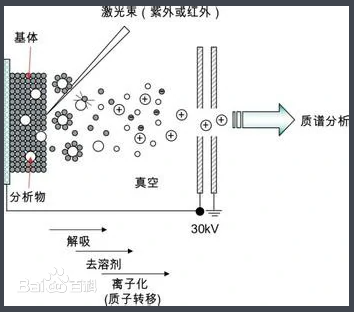 激光束（紫外或红外）
基体
质谱分析
分析物
真空
30kV
解吸
去溶剂
离子化
(质子转移)
Baidu百科